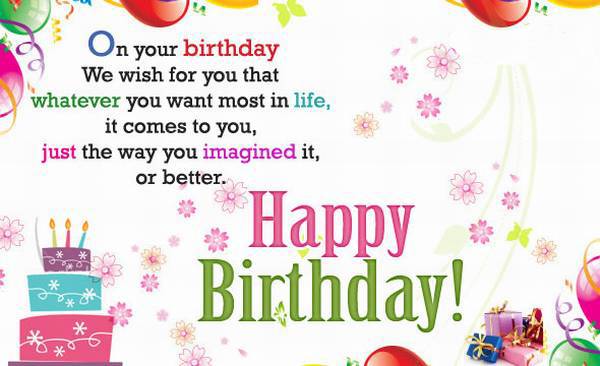 On your birthday
We wish for you that
whatever you want most in life,
it comes to you,
just the way you imagined it,
or better.
Happy
Birthday!